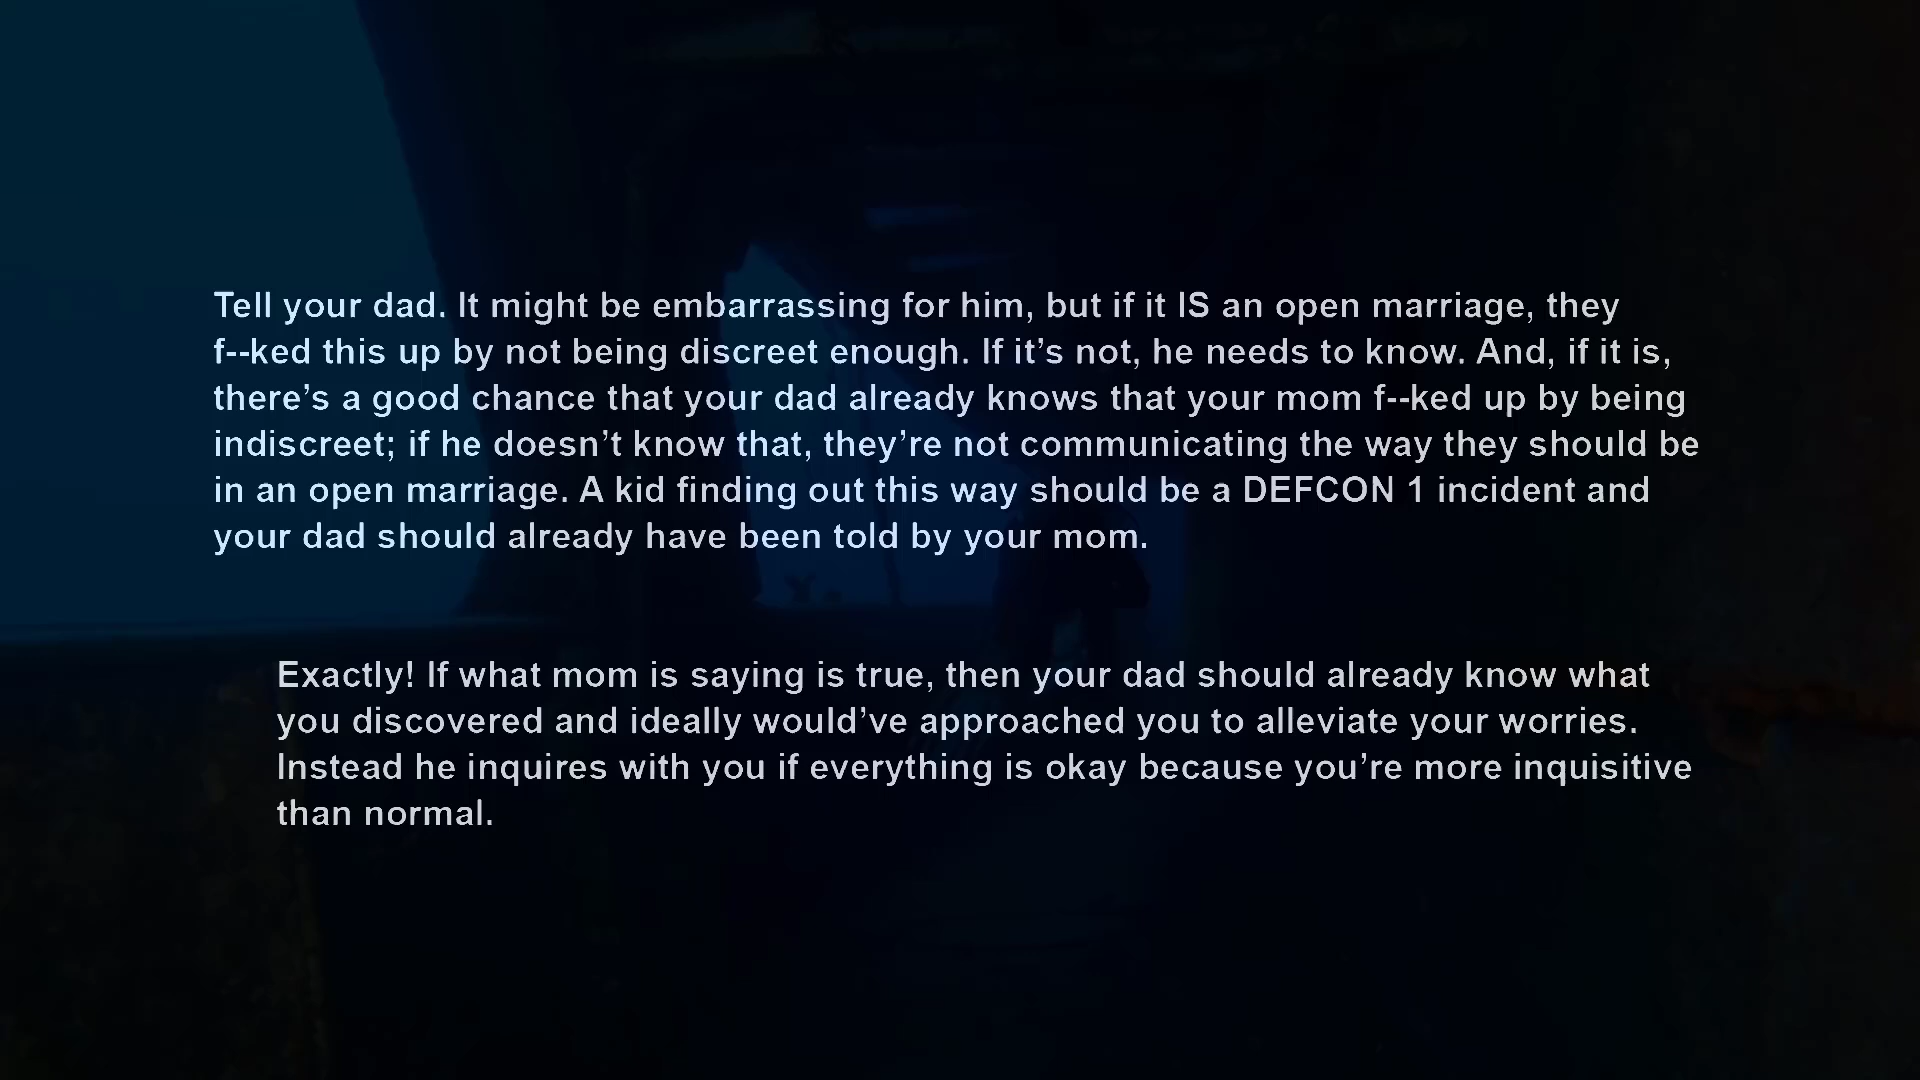 Tell your dad. It might be embarrassing for him, but if it IS an open marriage, they
f--ked this up by not being discreet enough. If it’s not, he needs to know. And, if it is,
there’s a good chance that your dad already knows that your mom f--ked up by being
indiscreet; if he doesn’t know that, they’re not communicating the way they should be
in an open marriage. A kid finding out this way should be a DEFCON 1 incident and
your dad should already have been told by your mom.
Exactly! If what mom is saying is true, then your dad should already know what
you discovered and ideally would’ve approached you to alleviate your worries.
Instead he inquires with you if everything is okay because you’re more inquisitive
than normal.